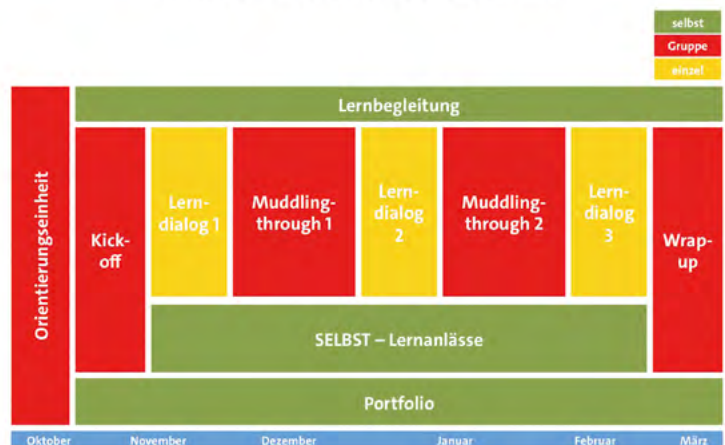 selbst
Gruppe
einzel
Orientierungseinheit
Lernbegleitung
Kick-
off
Lern-
dialog 1
Muddling-
through 1
Lern-
dialog
2
Muddling-
through 2
Lern-
dialog
3
Wrap-
up
SELBST – Lernanlässe
Portfolio
Oktober
November
Dezember
Januar
Februar
März